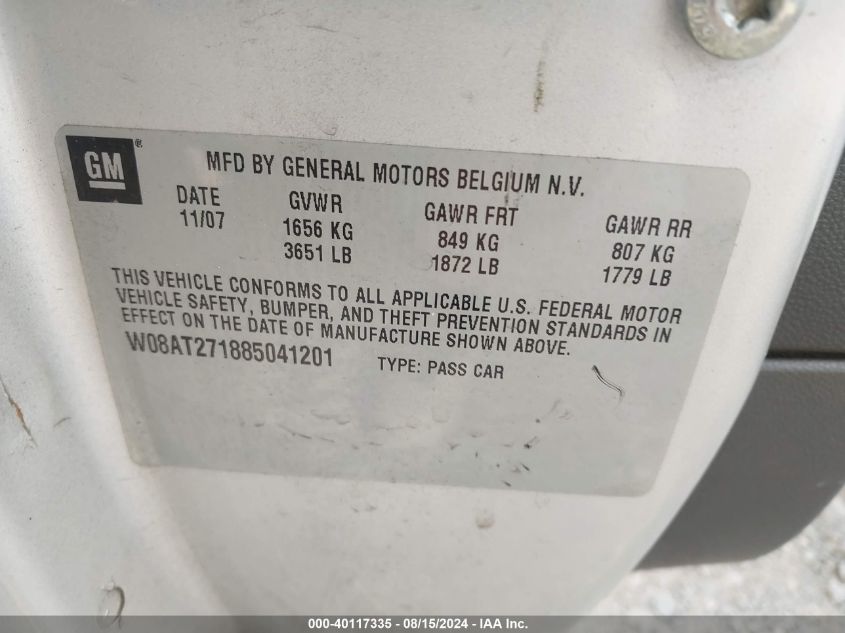 GM®
MFD BY GENERAL MOTORS BELGIUM N.V.
DATE GVWR GAWR FRT GAWR RR
11/07 1656 KG 849 KG 807 KG
3651 LB 1872 LB 1779 LB
THIS VEHICLE CONFORMS TO ALL APPLICABLE U.S. FEDERAL MOTOR
VEHICLE SAFETY, BUMPER, AND THEFT PREVENTION STANDARDS IN
EFFECT ON THE DATE OF MANUFACTURE SHOWN ABOVE.
W08AT271885041201 TYPE: PASS CAR
000-40117335 - 08/15/2024 - IAA Inc.